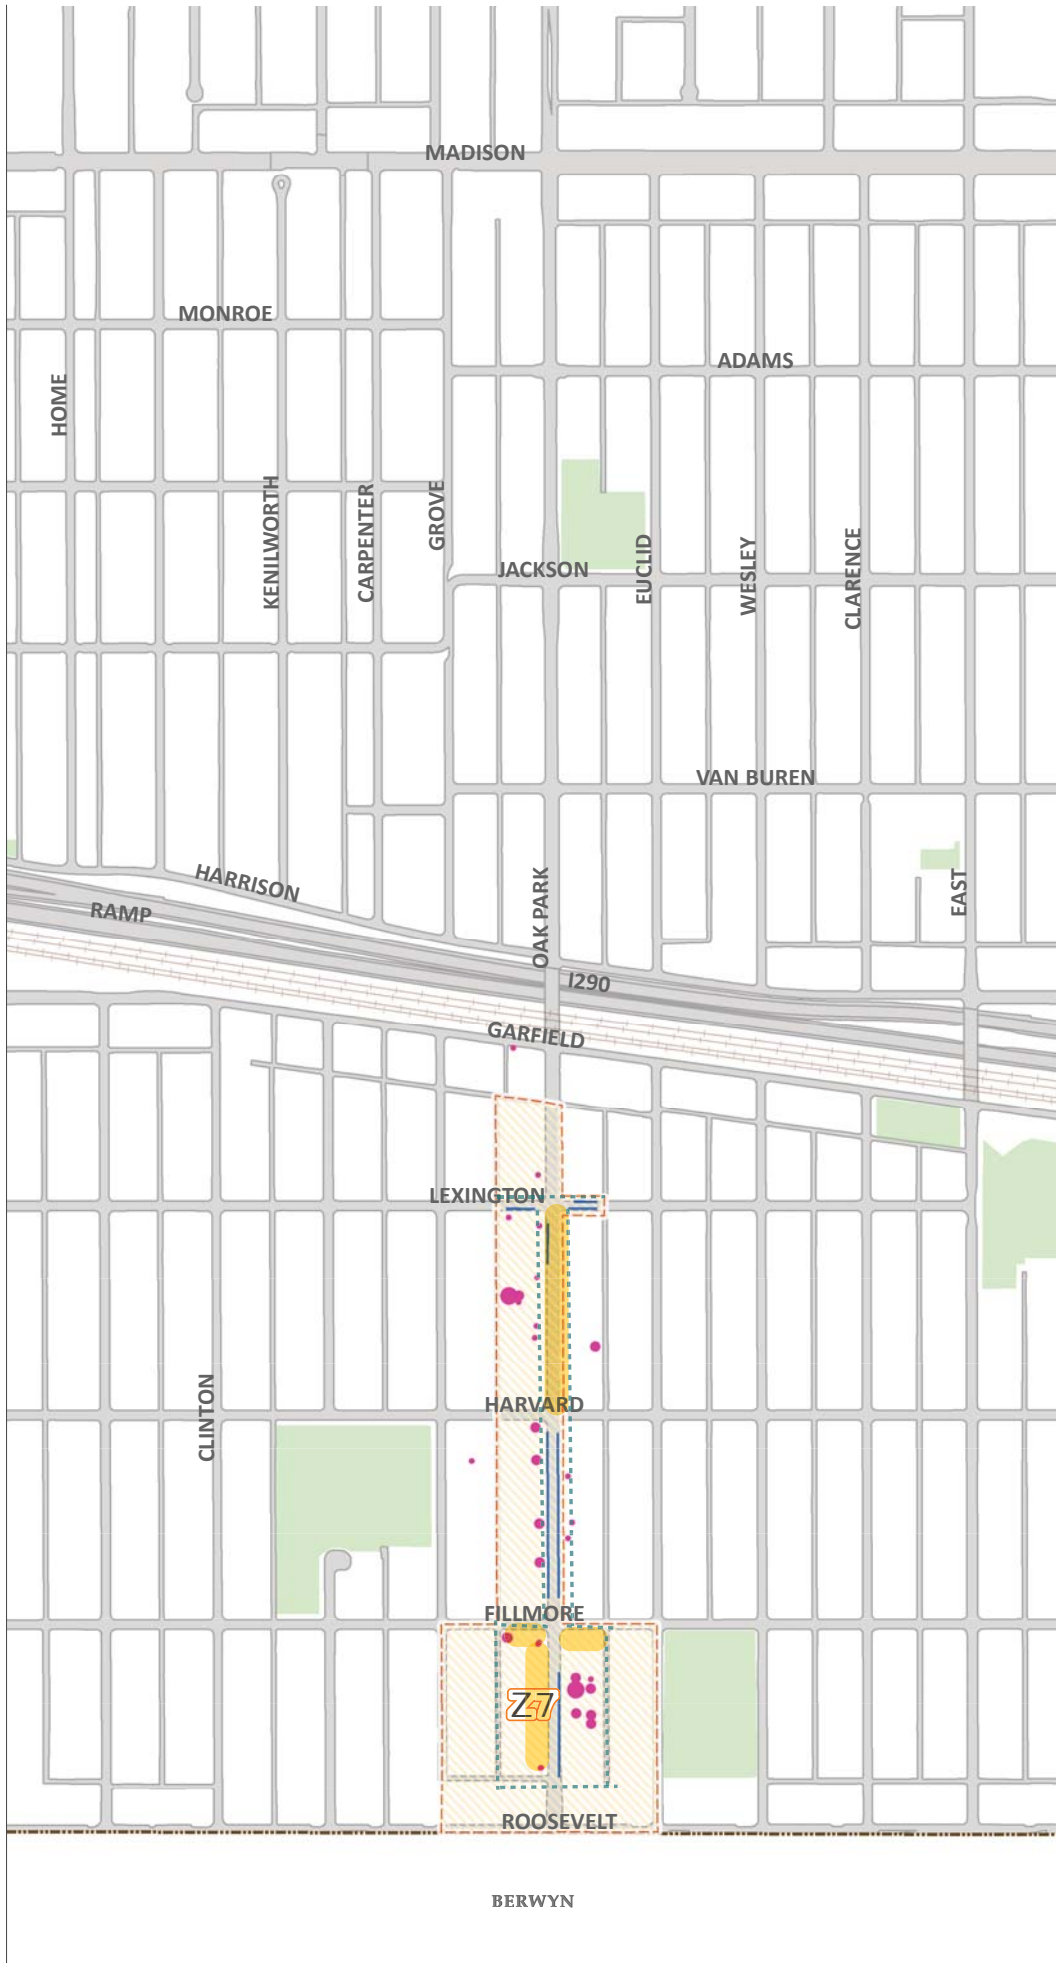 MADISON
MONROE
ADAMS
HOME
KENILWORTH
CARPENTER
GROVE
JACKSON
EUCLID
WESLEY
CLARENCE
VAN BUREN
HARRISON
RAMP
OAK PARK
EAST
I290
GARFIELD
LEXINGTON
CLINTON
HARVARD
FILLMORE
Z7
ROOSEVELT
BERWYN